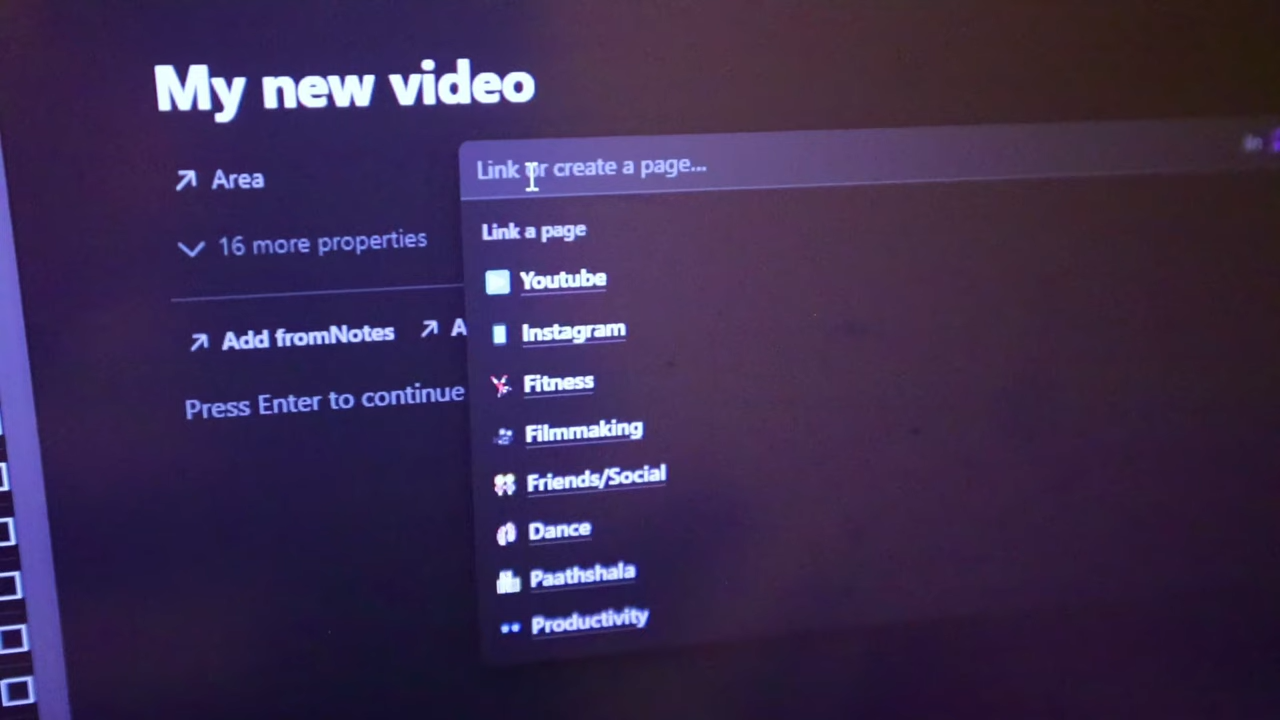 My new video
Area
Link or create a page...
In
16 more properties
Link a page
Youtube
Instagram
Add fromNotes
A
Fitness
Press Enter to continue
Filmmaking
Friends/Social
Dance
Paathshala
Productivity